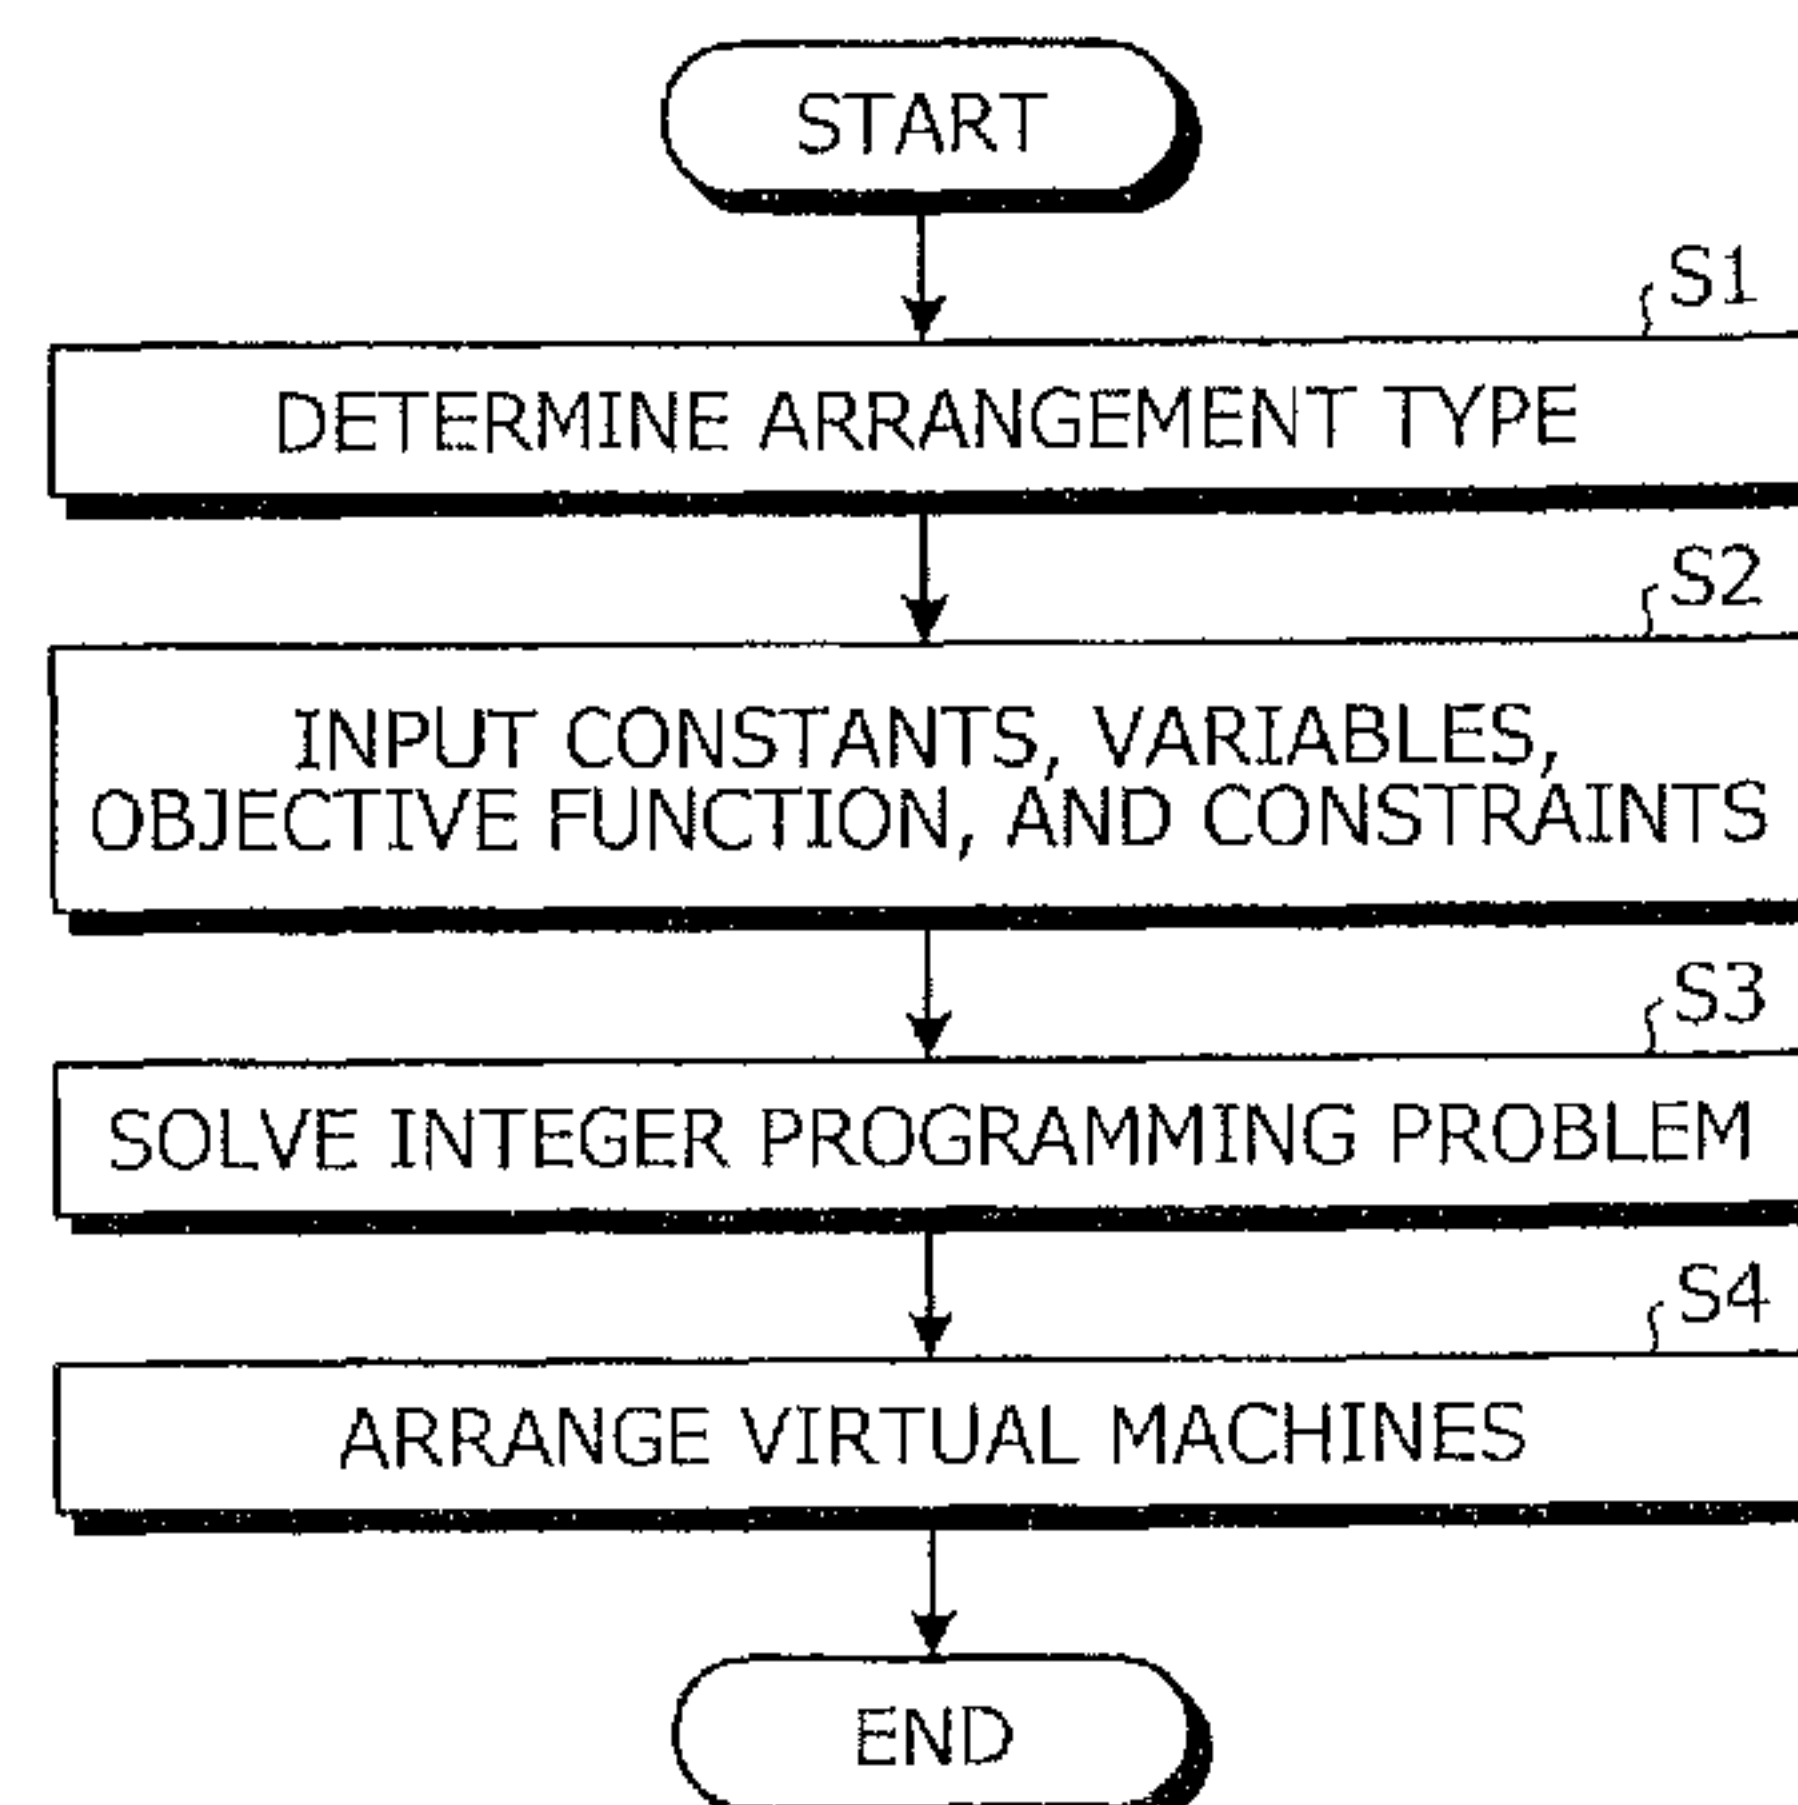 START
S1
DETERMINE ARRANGEMENT TYPE
S2
INPUT CONSTANTS, VARIABLES,
OBJECTIVE FUNCTION, AND CONSTRAINTS
S3
SOLVE INTEGER PROGRAMMING PROBLEM
S4
ARRANGE VIRTUAL MACHINES
END